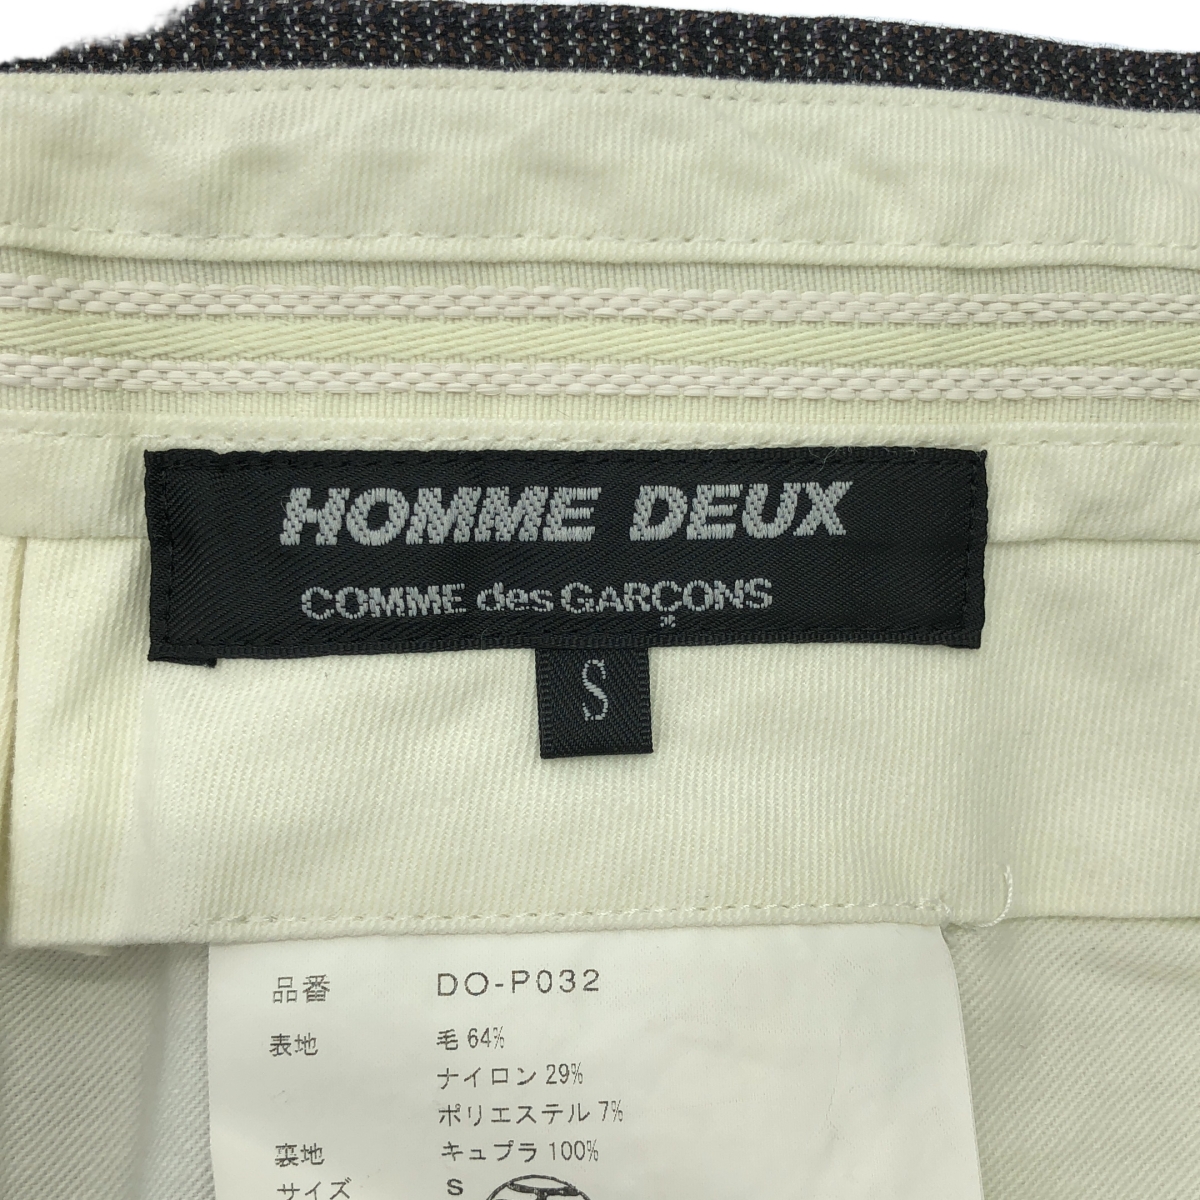 HOMME DEUX
COMME des GARÇONS
S
品番 DO-P032
表地 毛 64%
ナイロン 29%
ポリエステル 7%
裏地 キュプラ 100%
サイズ S